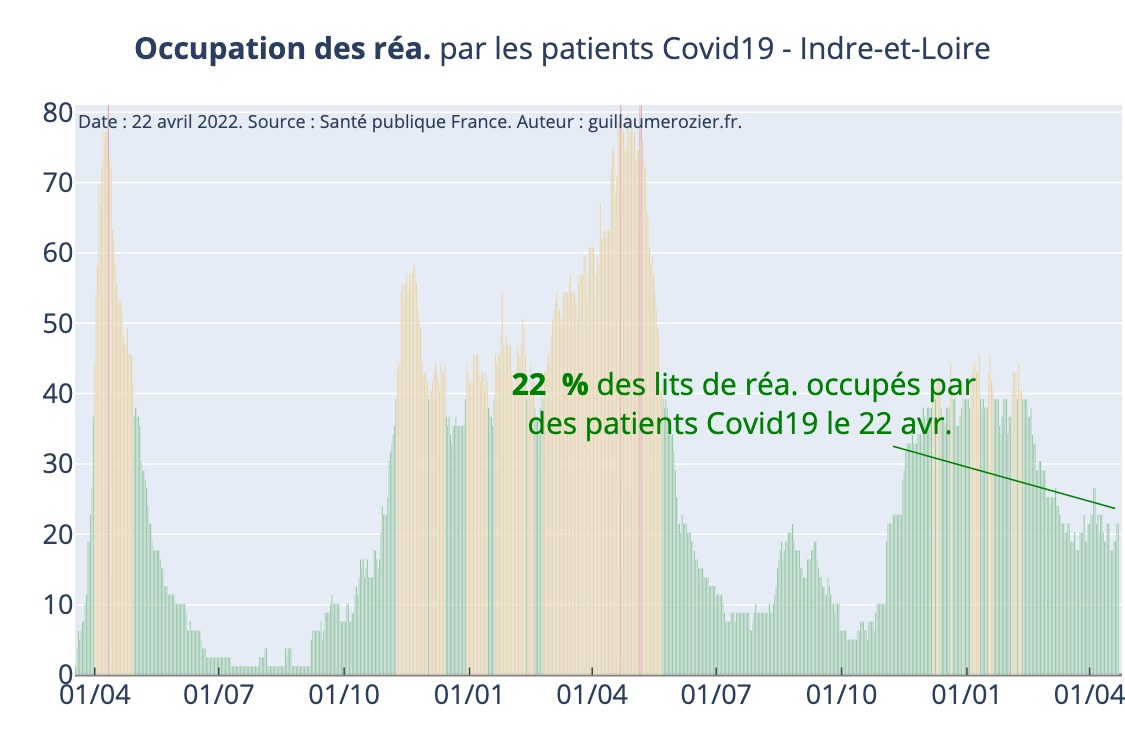 Occupation des réa. par les patients Covid19 - Indre-et-Loire
80
Date : 22 avril 2022. Source : Santé publique France. Auteur : guillaumerozier.fr.
70
60
50
22 % des lits de réa. occupés par
40
des patients Covid19 le 22 avr.
30
20
10
0
01/04 01/07 01/10 01/01 01/04 01/07 01/10 01/01 01/04